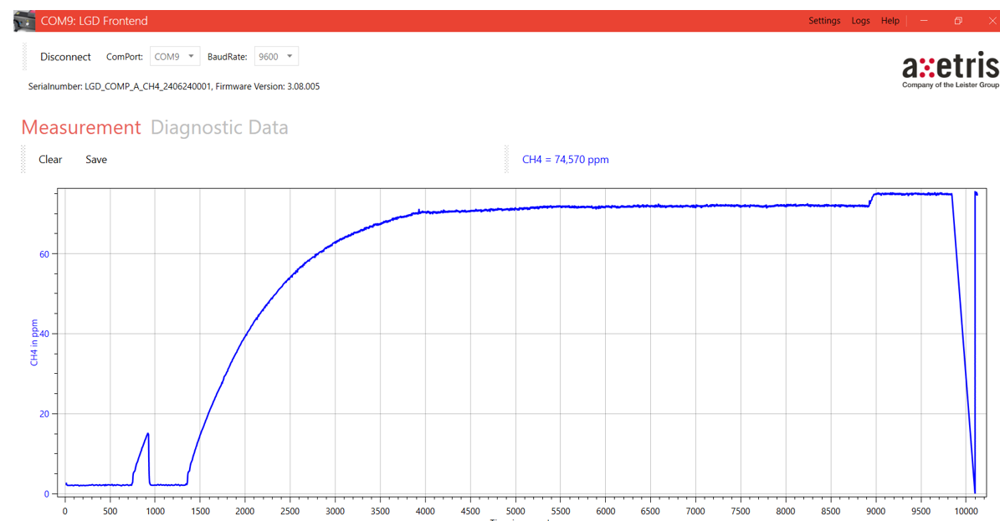 COM9: LGD Frontend Settings Logs Help
Disconnect ComPort: COM9 BaudRate: 9600
axetris
Company of the Leister Group
Serialnumber: LGD_COMP_A_CH4_2406240001, Firmware Version: 3.08.005
Measurement Diagnostic Data
Clear Save CH4 = 74,570 ppm
60
40
20
0
CH4 in ppm
0 500 1000 1500 2000 2500 3000 3500 4000 4500 5000 5500 6000 6500 7000 7500 8000 8500 9000 9500 10000